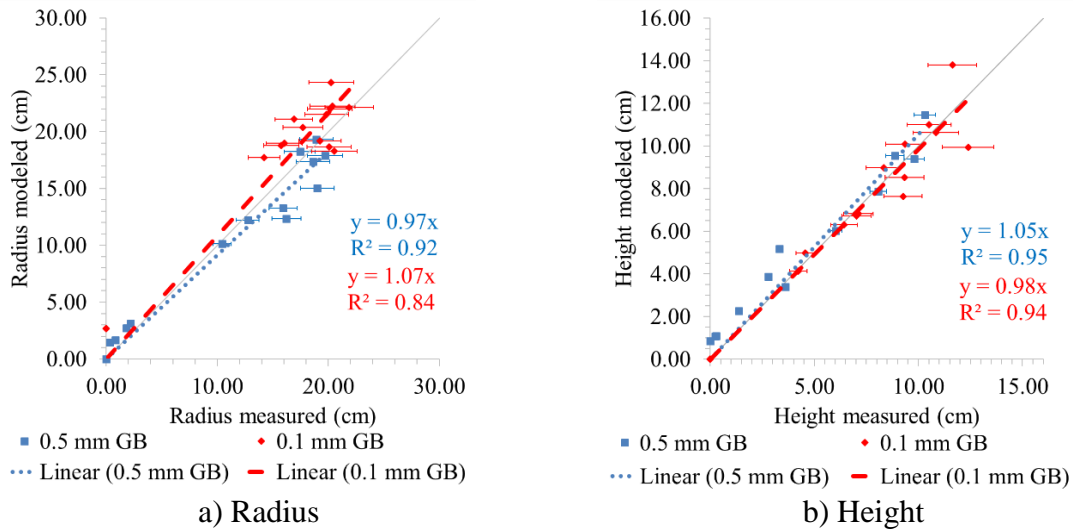 30.00
25.00
20.00
15.00
10.00
5.00
0.00
Radius modeled (cm)
0.00 10.00 20.00 30.00
Radius measured (cm)
y = 0.97x
R² = 0.92
y = 1.07x
R² = 0.84
0.5 mm GB 0.1 mm GB
Linear (0.5 mm GB) Linear (0.1 mm GB)
a) Radius
16.00
14.00
12.00
10.00
8.00
6.00
4.00
2.00
0.00
Height modeled (cm)
0.00 5.00 10.00 15.00
Height measured (cm)
y = 1.05x
R² = 0.95
y = 0.98x
R² = 0.94
0.5 mm GB 0.1 mm GB
Linear (0.5 mm GB) Linear (0.1 mm GB)
b) Height